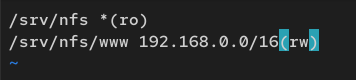 /srv/nfs *(ro)
/srv/nfs/www 192.168.0.0/16(rw)
~